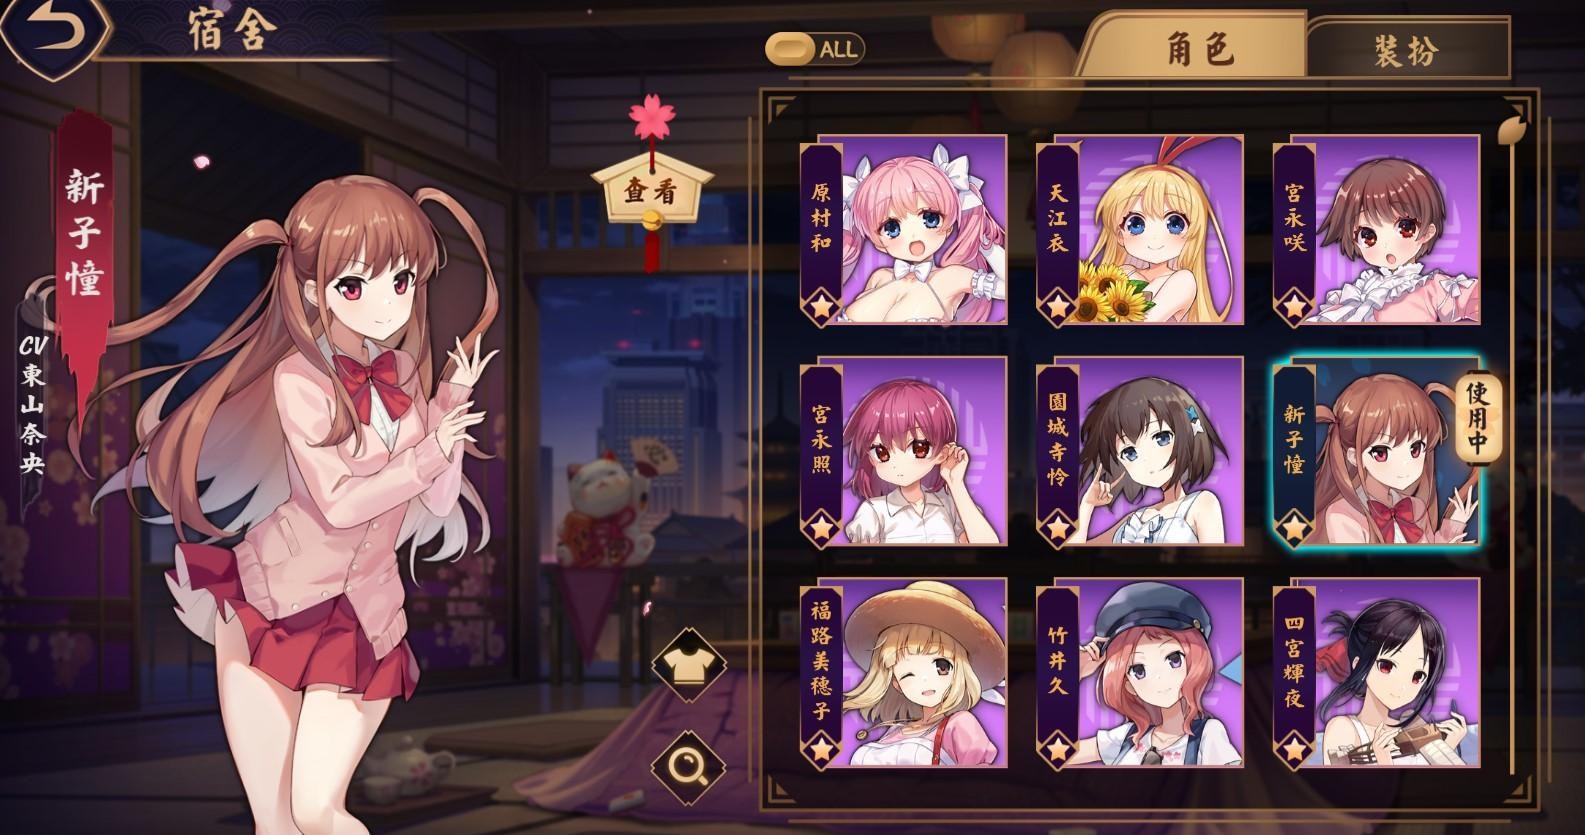 宿舍
ALL
角色
裝扮
新子憧
CV東山奈央
查看
原村和
天江衣
宮永咲
宮永照
園城寺怜
新子憧
使用中
福路美穗子
竹井久
四宮輝夜